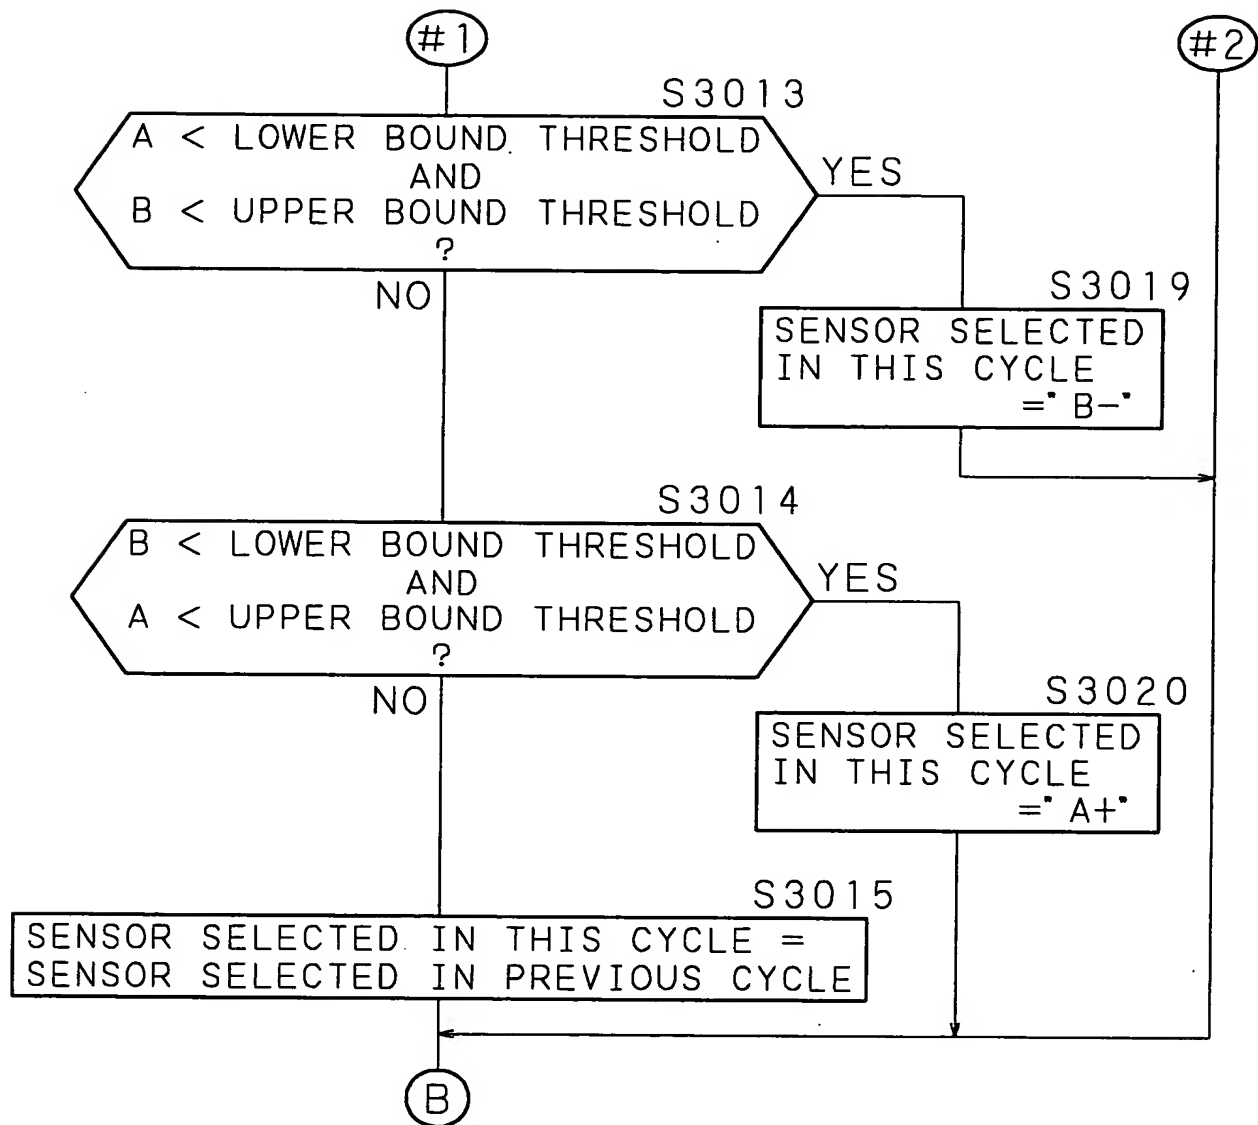 #1
#2
S3013
A < LOWER BOUND THRESHOLD
AND
B < UPPER BOUND THRESHOLD
?
YES
NO
S3019
SENSOR SELECTED
IN THIS CYCLE
="B-"
S3014
B < LOWER BOUND THRESHOLD
AND
A < UPPER BOUND THRESHOLD
?
YES
NO
S3020
SENSOR SELECTED
IN THIS CYCLE
="A+"
S3015
SENSOR SELECTED IN THIS CYCLE =
SENSOR SELECTED IN PREVIOUS CYCLE
B